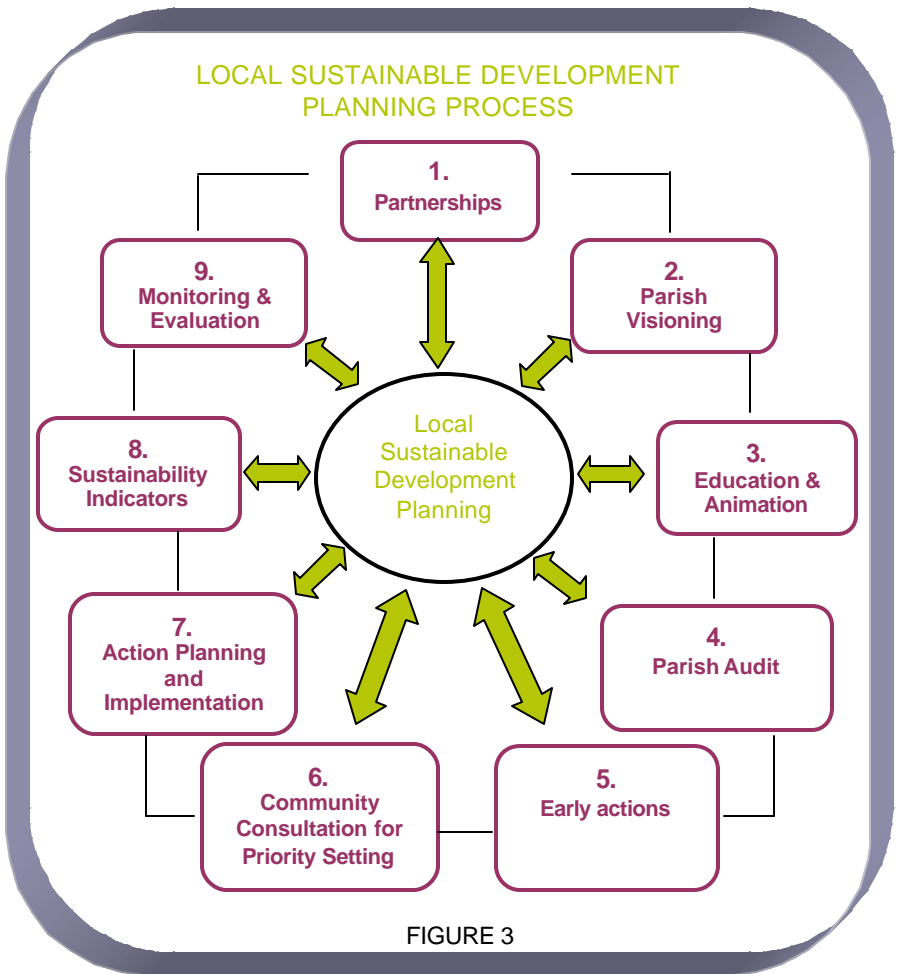 LOCAL SUSTAINABLE DEVELOPMENT
PLANNING PROCESS
1.
Partnerships
2.
Parish
Visioning
3.
Education &
Animation
4.
Parish Audit
5.
Early actions
6.
Community
Consultation for
Priority Setting
7.
Action Planning
and
Implementation
8.
Sustainability
Indicators
9.
Monitoring &
Evaluation
Local
Sustainable
Development
Planning
FIGURE 3